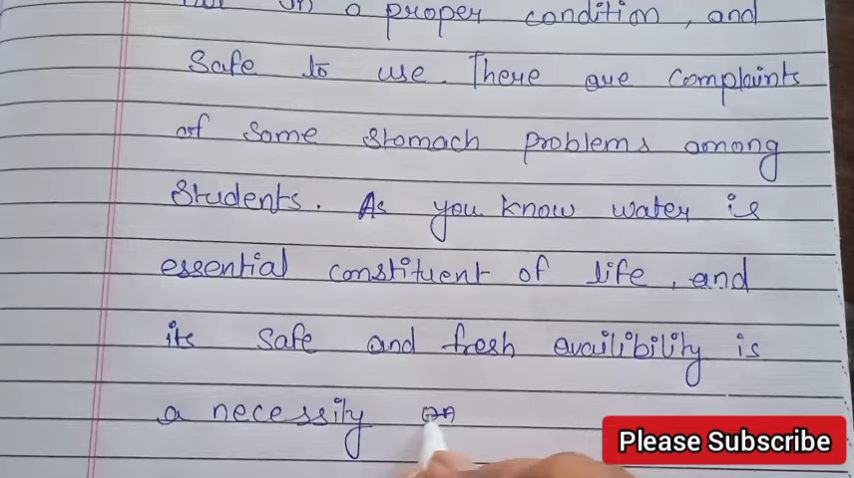 not in a proper condition, and
safe to use. There are complaints
of some stomach problems among
students. As you know water is
essential constituent of life, and
its safe and fresh availibility is
a necessity
Please Subscribe